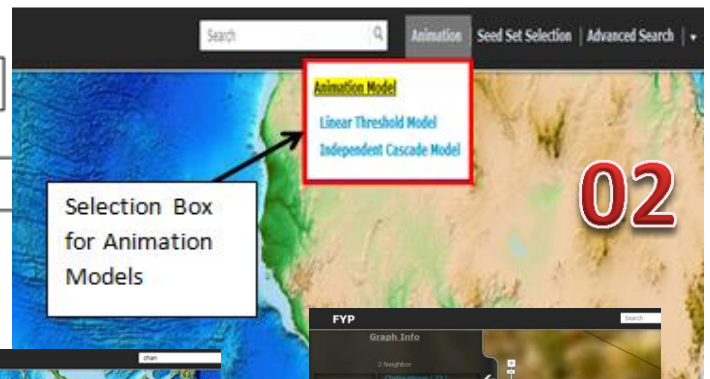 Search
Animation | Seed Set Selection | Advanced Search |
Animation Model
Linear Threshold Model
Independent Cascade Model
Selection Box
for Animation
Models
02
chan
FYP
Search
Graph Info
2 Neighbor